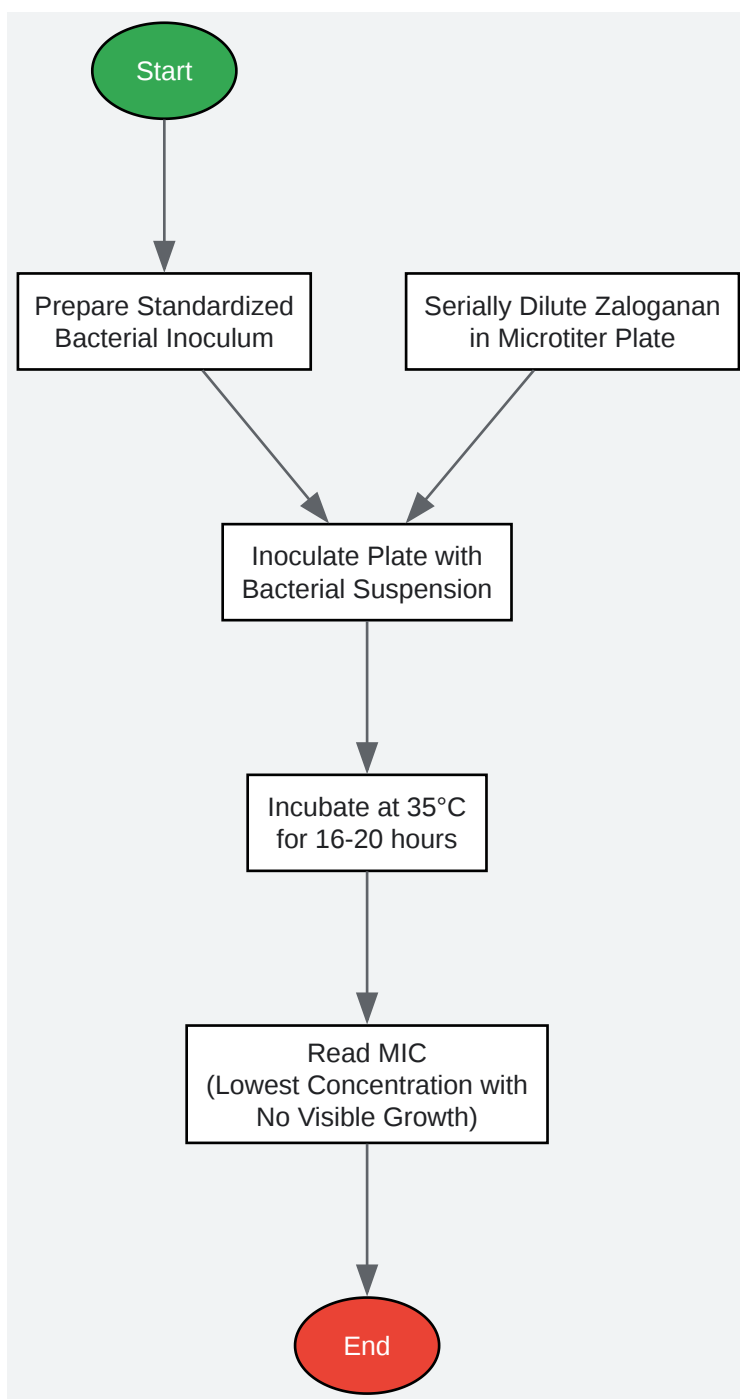 Start
Prepare Standardized
Bacterial Inoculum
Serially Dilute Zaloganan
in Microtiter Plate
Inoculate Plate with
Bacterial Suspension
Incubate at 35°C
for 16-20 hours
Read MIC
(Lowest Concentration with
No Visible Growth)
End